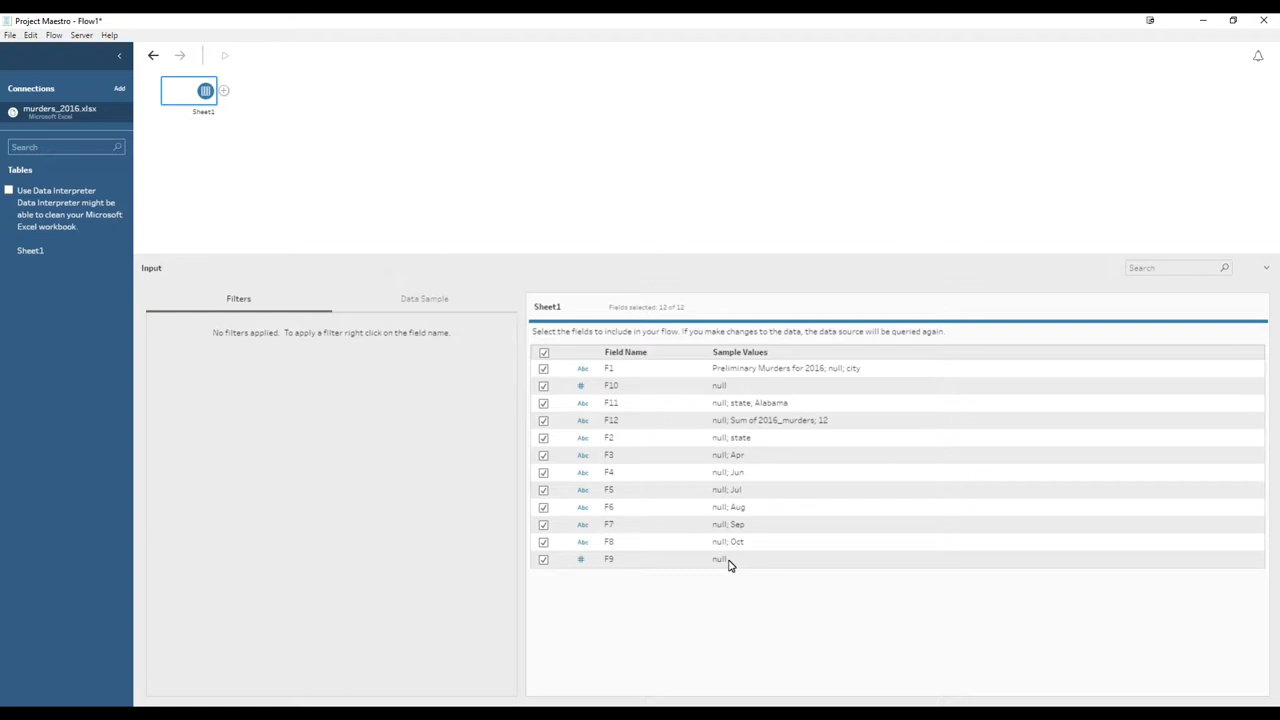 Project Maestro - Flow1*
File Edit Flow Server Help
Connections Add
murders_2016.xlsx
Microsoft Excel
Search
Tables
Use Data Interpreter
Data Interpreter might be
able to clean your Microsoft
Excel workbook.
Sheet1
Sheet1
Input
Search
Filters Data Sample
No filters applied. To apply a filter right click on the field name.
Sheet1 Fields selected: 12 of 12
Select the fields to include in your flow. If you make changes to the data, the data source will be queried again.
Field Name Sample Values
Abc F1 Preliminary Murders for 2016; null; city
# F10 null
Abc F11 null; state; Alabama
Abc F12 null; Sum of 2016_murders; 12
Abc F2 null; state
Abc F3 null; Apr
Abc F4 null; Jun
Abc F5 null; Jul
Abc F6 null; Aug
Abc F7 null; Sep
Abc F8 null; Oct
# F9 null